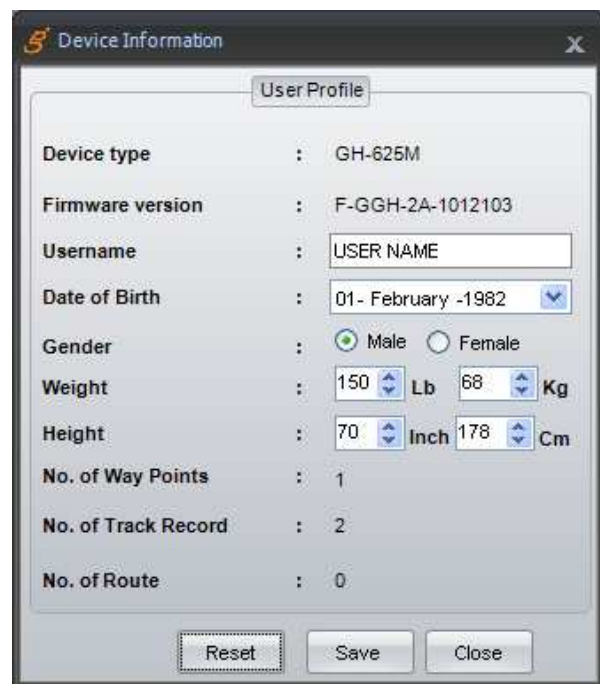 Device Information
x
User Profile
Device type : GH-625M
Firmware version : F-GGH-2A-1012103
Username : USER NAME
Date of Birth : 01- February -1982
Gender : Male Female
Weight : 150 Lb 68 Kg
Height : 70 Inch 178 Cm
No. of Way Points : 1
No. of Track Record : 2
No. of Route : 0
Reset Save Close